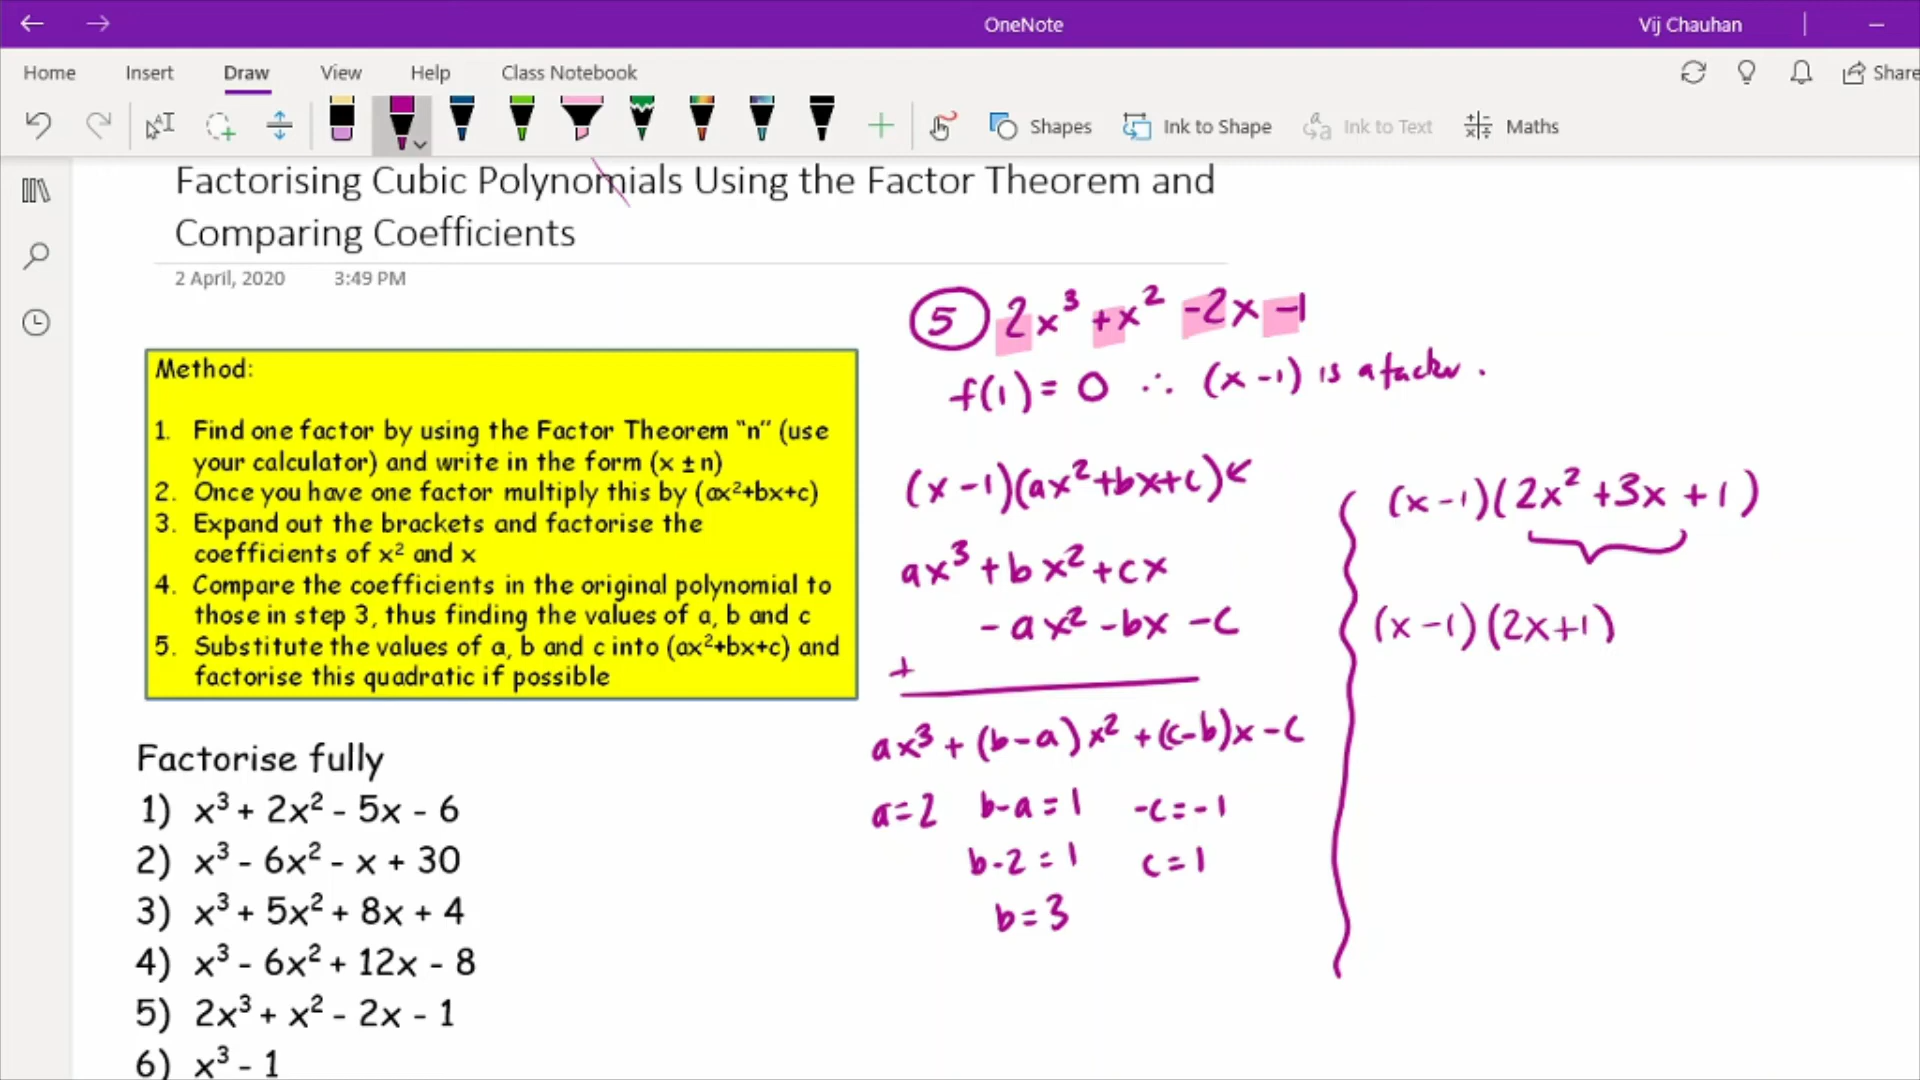 OneNote
Vij Chauhan
Home Insert Draw View Help Class Notebook
Share
Shapes Ink to Shape Ink to Text Maths
Factorising Cubic Polynomials Using the Factor Theorem and
Comparing Coefficients
2 April, 2020 3:49 PM
Method:
1. Find one factor by using the Factor Theorem "n" (use
your calculator) and write in the form (x ± n)
2. Once you have one factor multiply this by (ax²+bx+c)
3. Expand out the brackets and factorise the
coefficients of x² and x
4. Compare the coefficients in the original polynomial to
those in step 3, thus finding the values of a, b and c
5. Substitute the values of a, b and c into (ax²+bx+c) and
factorise this quadratic if possible
Factorise fully
1) x³ + 2x² - 5x - 6
2) x³ - 6x² - x + 30
3) x³ + 5x² + 8x + 4
4) x³ - 6x² + 12x - 8
5) 2x³ + x² - 2x - 1
6) x³ - 1
5 2x³ + x² - 2x - 1
f(1) = 0 ∴ (x - 1) is a factor.
(x - 1)(ax²+bx+c)
ax³ + bx² + cx
- ax² - bx - c
+
ax³ + (b-a)x² + (c-b)x - c
a=2 b-a=1 -c=-1
b-2=1 c=1
b=3
(x-1)(2x² + 3x + 1)
(x-1)(2x+1)